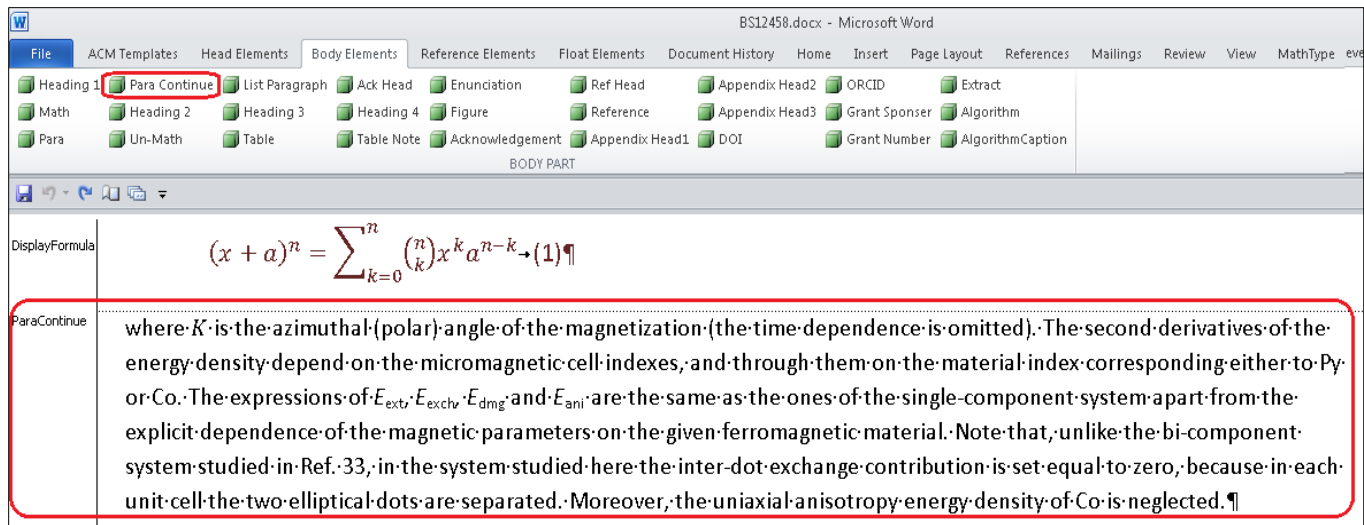 W BS12458.docx - Microsoft Word
File ACM Templates Head Elements Body Elements Reference Elements Float Elements Document History Home Insert Page Layout References Mailings Review View MathType eve
Heading 1 Para Continue List Paragraph Ack Head Enunciation Ref Head Appendix Head2 ORCID Extract
Math Heading 2 Heading 3 Heading 4 Figure Reference Appendix Head3 Grant Sponser Algorithm
Para Un-Math Table Table Note Acknowledgement Appendix Head1 DOI Grant Number AlgorithmCaption
BODY PART
DisplayFormula (x + a)^n = ∑_{k=0}^{n} (n k) x^k a^{n−k}→(1)¶
ParaContinue where·K·is·the·azimuthal·(polar)·angle·of·the·magnetization·(the·time·dependence·is·omitted).·The·second·derivatives·of·the·
energy·density·depend·on·the·micromagnetic·cell·indexes,·and·through·them·on·the·material·index·corresponding·either·to·Py·
or·Co.·The·expressions·of·E_ext,·E_exch,·E_dmg·and·E_ani·are·the·same·as·the·ones·of·the·single-component·system·apart·from·the·
explicit·dependence·of·the·magnetic·parameters·on·the·given·ferromagnetic·material.·Note·that,·unlike·the·bi-component·
system·studied·in·Ref.·33,·in·the·system·studied·here·the·inter-dot·exchange·contribution·is·set·equal·to·zero,·because·in·each·
unit·cell·the·two·elliptical·dots·are·separated.·Moreover,·the·uniaxial·anisotropy·energy·density·of·Co·is·neglected.¶